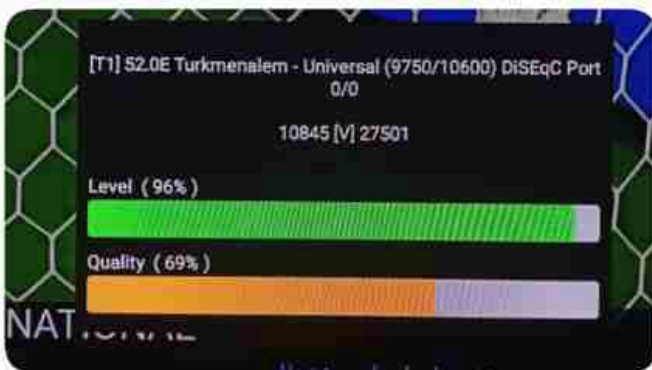 [T1] 52.0E Turkmenalem - Universal (9750/10600) DiSEqC Port
0/0
10845 [V] 27501
Level ( 96% )
Quality ( 69% )